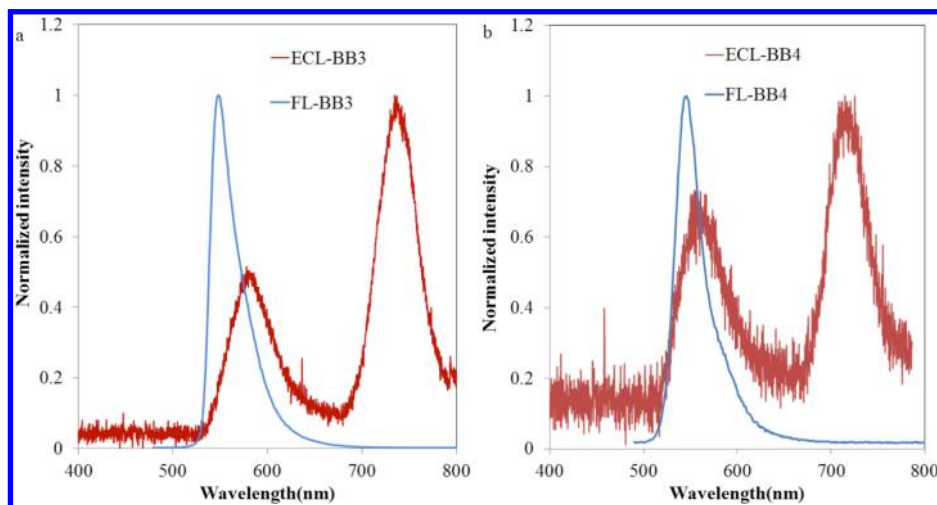 a
ECL-BB3
FL-BB3
Normalized intensity
1.2
1
0.8
0.6
0.4
0.2
0
400
500
600
700
800
Wavelength(nm)
b
ECL-BB4
FL-BB4
Normalized intensity
1.2
1
0.8
0.6
0.4
0.2
0
400
500
600
700
800
Wavelength(nm)